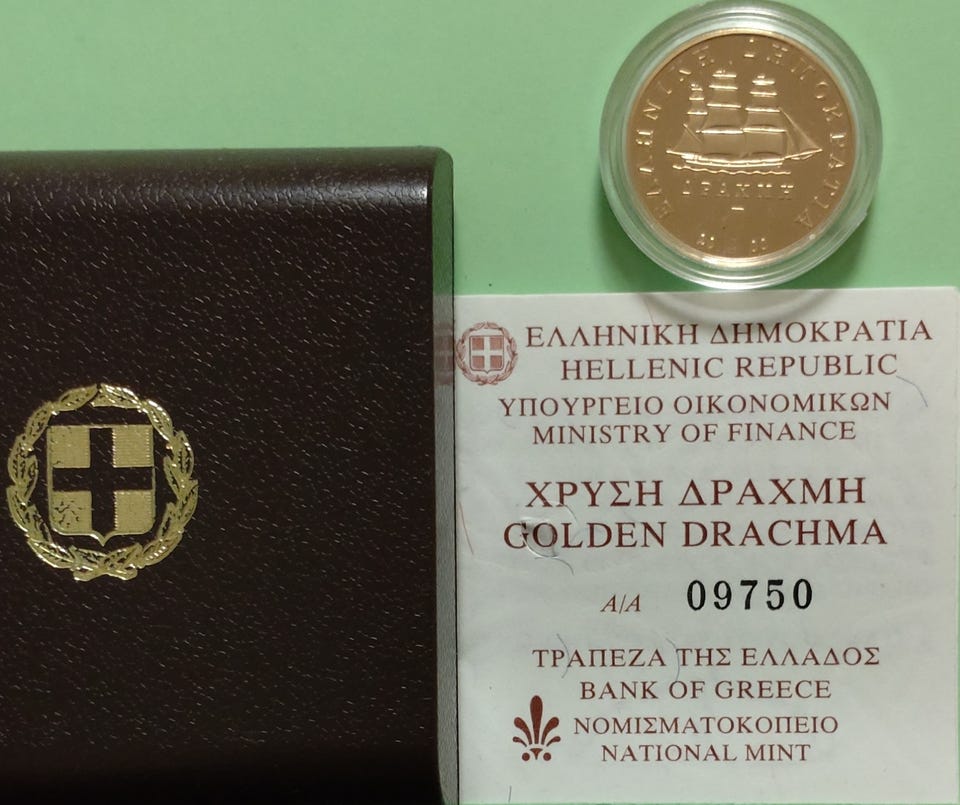 ΕΛΛΗΝΙΚΗ ΔΗΜΟΚΡΑΤΙΑ
ΔΡΑΧΜΗ
ΕΛΛΗΝΙΚΗ ΔΗΜΟΚΡΑΤΙΑ
HELLENIC REPUBLIC
ΥΠΟΥΡΓΕΙΟ ΟΙΚΟΝΟΜΙΚΩΝ
MINISTRY OF FINANCE
ΧΡΥΣΗ ΔΡΑΧΜΗ
GOLDEN DRACHMA
A/A 09750
ΤΡΑΠΕΖΑ ΤΗΣ ΕΛΛΑΔΟΣ
BANK OF GREECE
ΝΟΜΙΣΜΑΤΟΚΟΠΕΙΟ
NATIONAL MINT